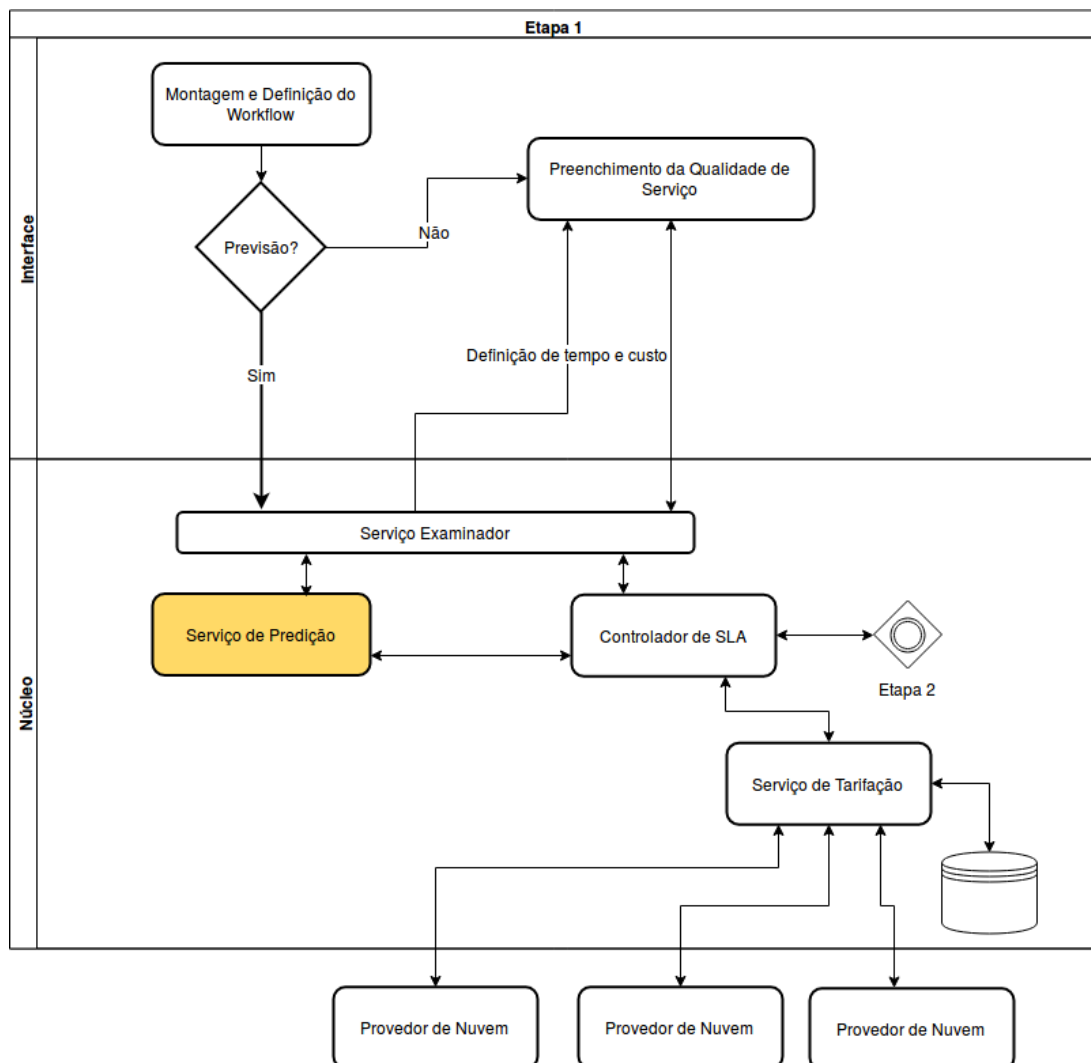 Etapa 1
Interface
Montagem e Definição do
Workflow
Preenchimento da Qualidade de
Serviço
Previsão?
Não
Definição de tempo e custo
Sim
Núcleo
Serviço Examinador
Serviço de Predição
Controlador de SLA
Etapa 2
Serviço de Tarifação
Provedor de Nuvem
Provedor de Nuvem
Provedor de Nuvem